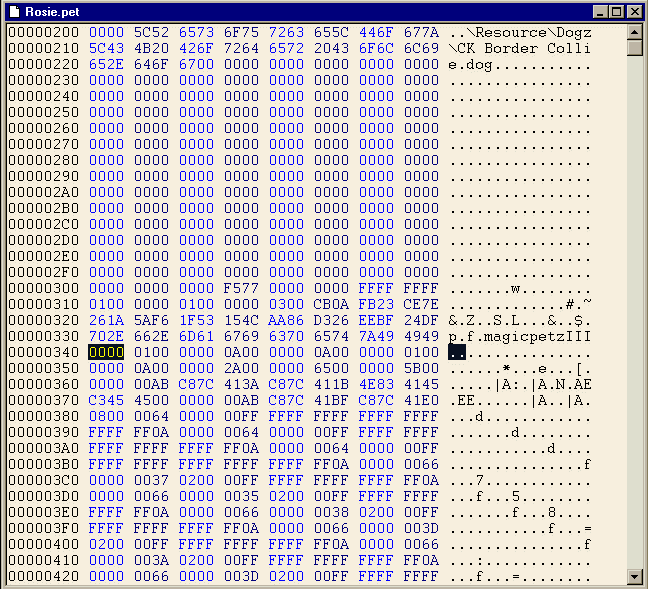 Rosie.pet
00000200 0000 5C52 6573 6F75 7263 655C 446F 677A ..\Resource\Dogz
00000210 5C43 4B20 426F 7264 6572 2043 6F6C 6C69 \CK Border Colli
00000220 652E 646F 6700 0000 0000 0000 0000 0000 e.dog...........
00000230 0000 0000 0000 0000 0000 0000 0000 0000 ................
00000240 0000 0000 0000 0000 0000 0000 0000 0000 ................
00000250 0000 0000 0000 0000 0000 0000 0000 0000 ................
00000260 0000 0000 0000 0000 0000 0000 0000 0000 ................
00000270 0000 0000 0000 0000 0000 0000 0000 0000 ................
00000280 0000 0000 0000 0000 0000 0000 0000 0000 ................
00000290 0000 0000 0000 0000 0000 0000 0000 0000 ................
000002A0 0000 0000 0000 0000 0000 0000 0000 0000 ................
000002B0 0000 0000 0000 0000 0000 0000 0000 0000 ................
000002C0 0000 0000 0000 0000 0000 0000 0000 0000 ................
000002D0 0000 0000 0000 0000 0000 0000 0000 0000 ................
000002E0 0000 0000 0000 0000 0000 0000 0000 0000 ................
000002F0 0000 0000 0000 0000 0000 0000 0000 0000 ................
00000300 0000 0000 0000 F577 0000 0000 FFFF FFFF .......w........
00000310 0100 0000 0100 0000 0300 CB0A FB23 CE7E .............#.~
00000320 261A 5AF6 1F53 154C AA86 D326 EEBF 24DF &.Z..S.L...&..$.
00000330 702E 662E 6D61 6769 6370 6574 7A49 4949 p.f.magicpetzIII
00000340 0000 0100 0000 0A00 0000 0A00 0000 0100 ................
00000350 0000 0A00 0000 2A00 0000 6500 0000 5B00 ......*...e...[.
00000360 0000 00AB C87C 413A C87C 411B 4E83 4145 .....|A:.|A.N.AE
00000370 C345 4500 0000 00AB C87C 41BF C87C 41E0 .EE......|A..|A.
00000380 0800 0064 0000 00FF FFFF FFFF FFFF FFFF ...d............
00000390 FFFF FF0A 0000 0064 0000 00FF FFFF FFFF .......d........
000003A0 FFFF FFFF FFFF FF0A 0000 0064 0000 00FF ...........d....
000003B0 FFFF FFFF FFFF FFFF FFFF FF0A 0000 0066 ...............f
000003C0 0000 0037 0200 00FF FFFF FFFF FFFF FF0A ...7............
000003D0 0000 0066 0000 0035 0200 00FF FFFF FFFF ...f...5........
000003E0 FFFF FF0A 0000 0066 0000 0038 0200 00FF .......f...8....
000003F0 FFFF FFFF FFFF FF0A 0000 0066 0000 003D ...........f...=
00000400 0200 00FF FFFF FFFF FFFF FF0A 0000 0066 ...............f
00000410 0000 003A 0200 00FF FFFF FFFF FFFF FF0A ...:............
00000420 0000 0066 0000 003D 0200 00FF FFFF FFFF ...f...=........